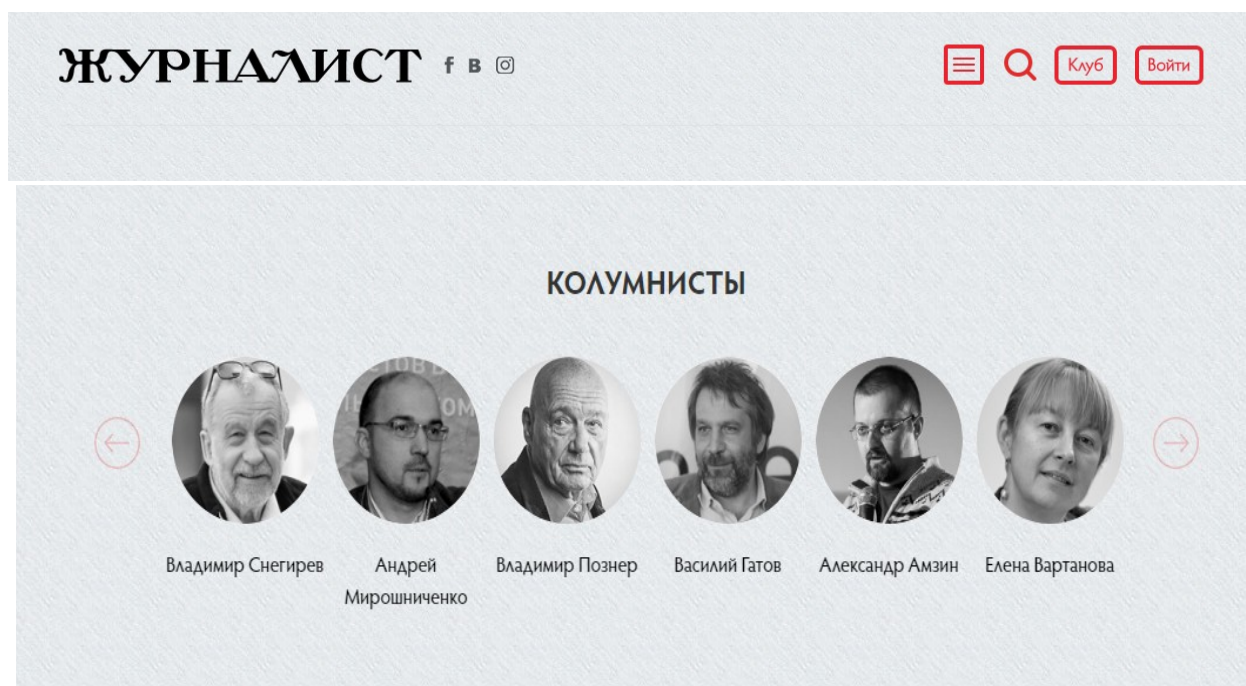 ЖУРНАЛИСТ
Клуб
Войти
КОЛУМНИСТЫ
Владимир Снегирев
Андрей
Мирошниченко
Владимир Познер
Василий Гатов
Александр Амзин
Елена Вартанова